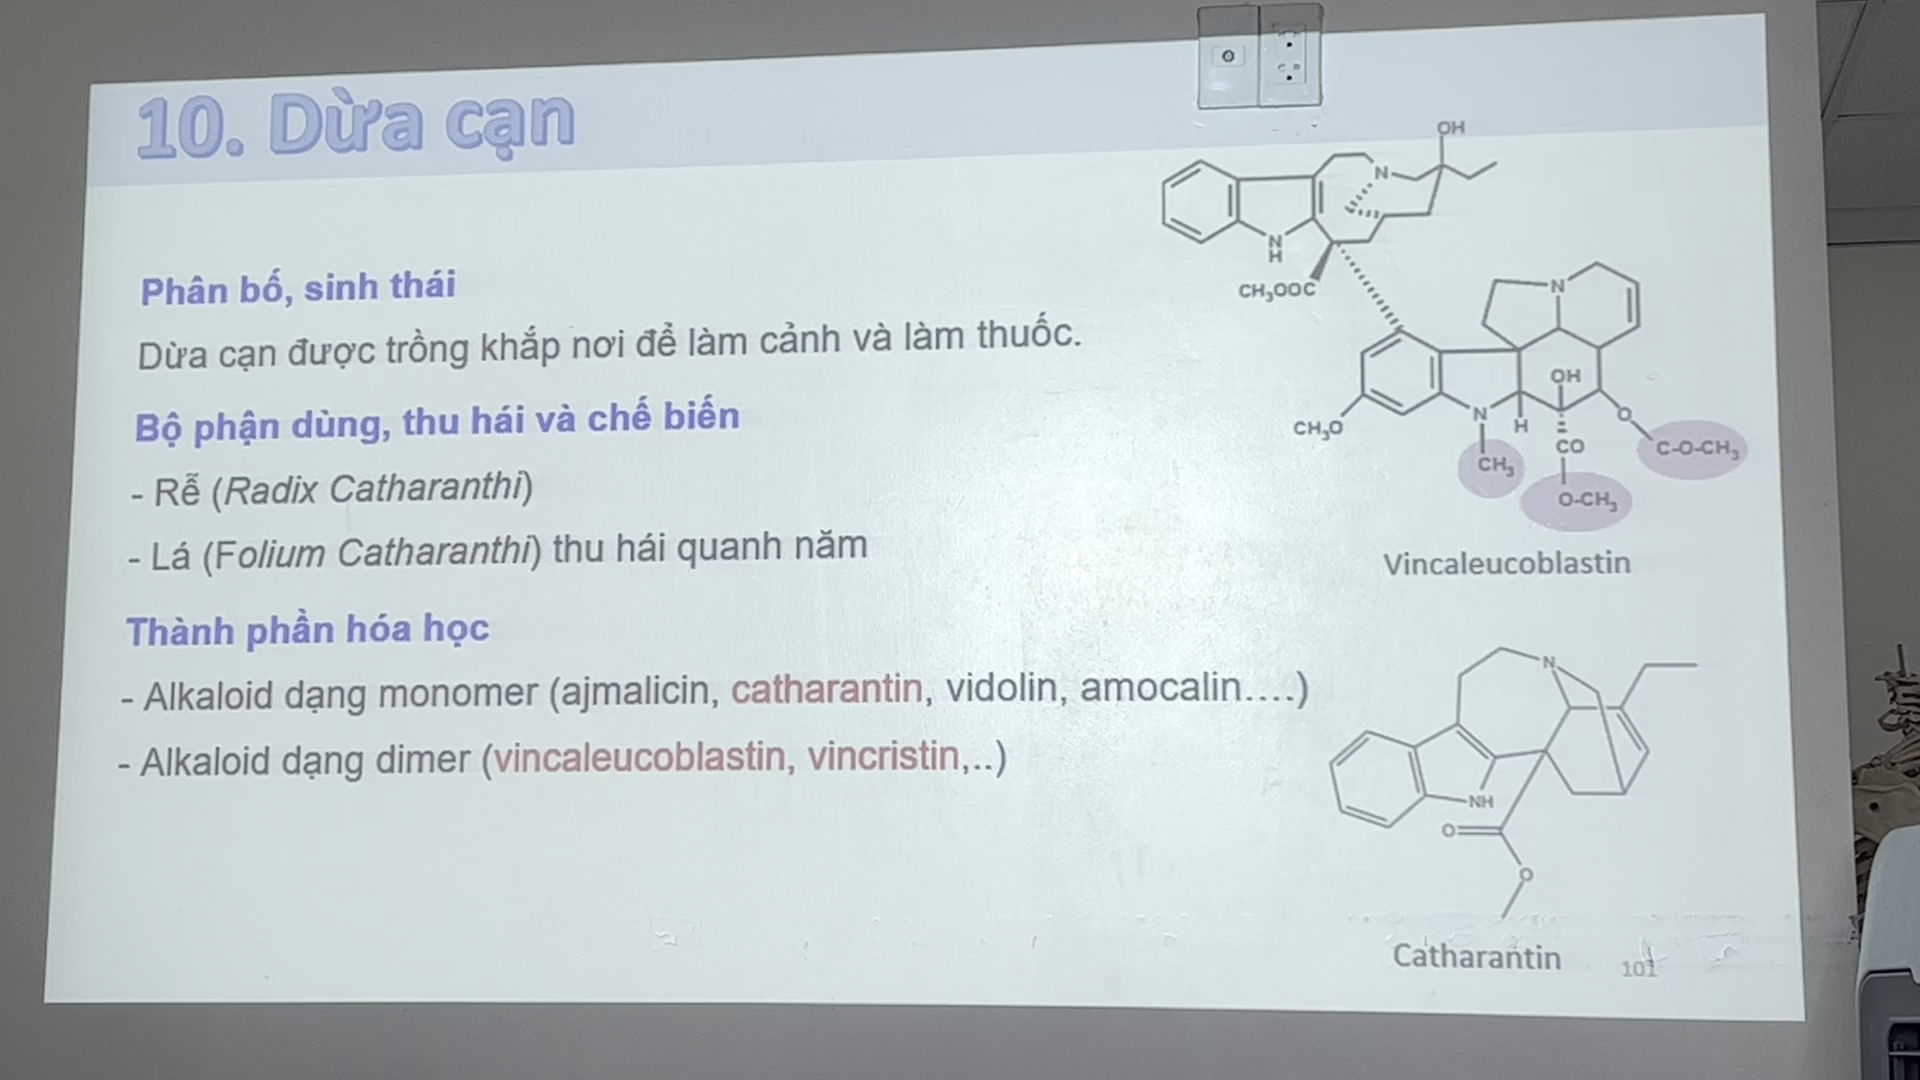 10. Dừa cạn
Phân bố, sinh thái
Dừa cạn được trồng khắp nơi để làm cảnh và làm thuốc.
Bộ phận dùng, thu hái và chế biến
- Rễ (Radix Catharanthi)
- Lá (Folium Catharanthi) thu hái quanh năm
Thành phần hóa học
- Alkaloid dạng monomer (ajmalicin, catharantin, vidolin, amocalin....)
- Alkaloid dạng dimer (vincaleucoblastin, vincristin,..)
OH
N
N
H
CH₃OOC
N
OH
CH₃O
N
H
O
CH₃
CO
C-O-CH₃
O-CH₃
Vincaleucoblastin
N
NH
O
O
Catharantin
101